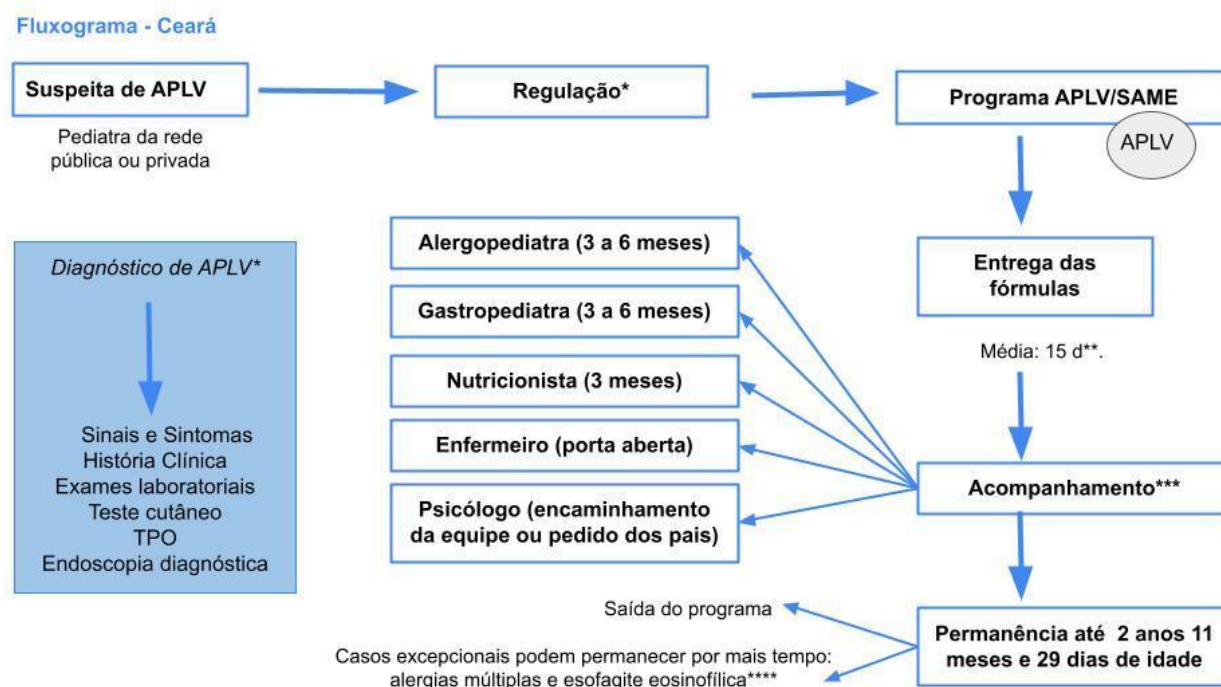 Fluxograma - Ceará
Suspeita de APLV
Pediatra da rede
pública ou privada
Regulação*
Programa APLV/SAME
APLV
Diagnóstico de APLV*
Sinais e Sintomas
História Clínica
Exames laboratoriais
Teste cutâneo
TPO
Endoscopia diagnóstica
Alergopediatra (3 a 6 meses)
Gastropediatra (3 a 6 meses)
Nutricionista (3 meses)
Enfermeiro (porta aberta)
Psicólogo (encaminhamento
da equipe ou pedido dos pais)
Entrega das
fórmulas
Média: 15 d**.
Acompanhamento***
Permanência até 2 anos 11
meses e 29 dias de idade
Saída do programa
Casos excepcionais podem permanecer por mais tempo:
alergias múltiplas e esofagite eosinofílica****